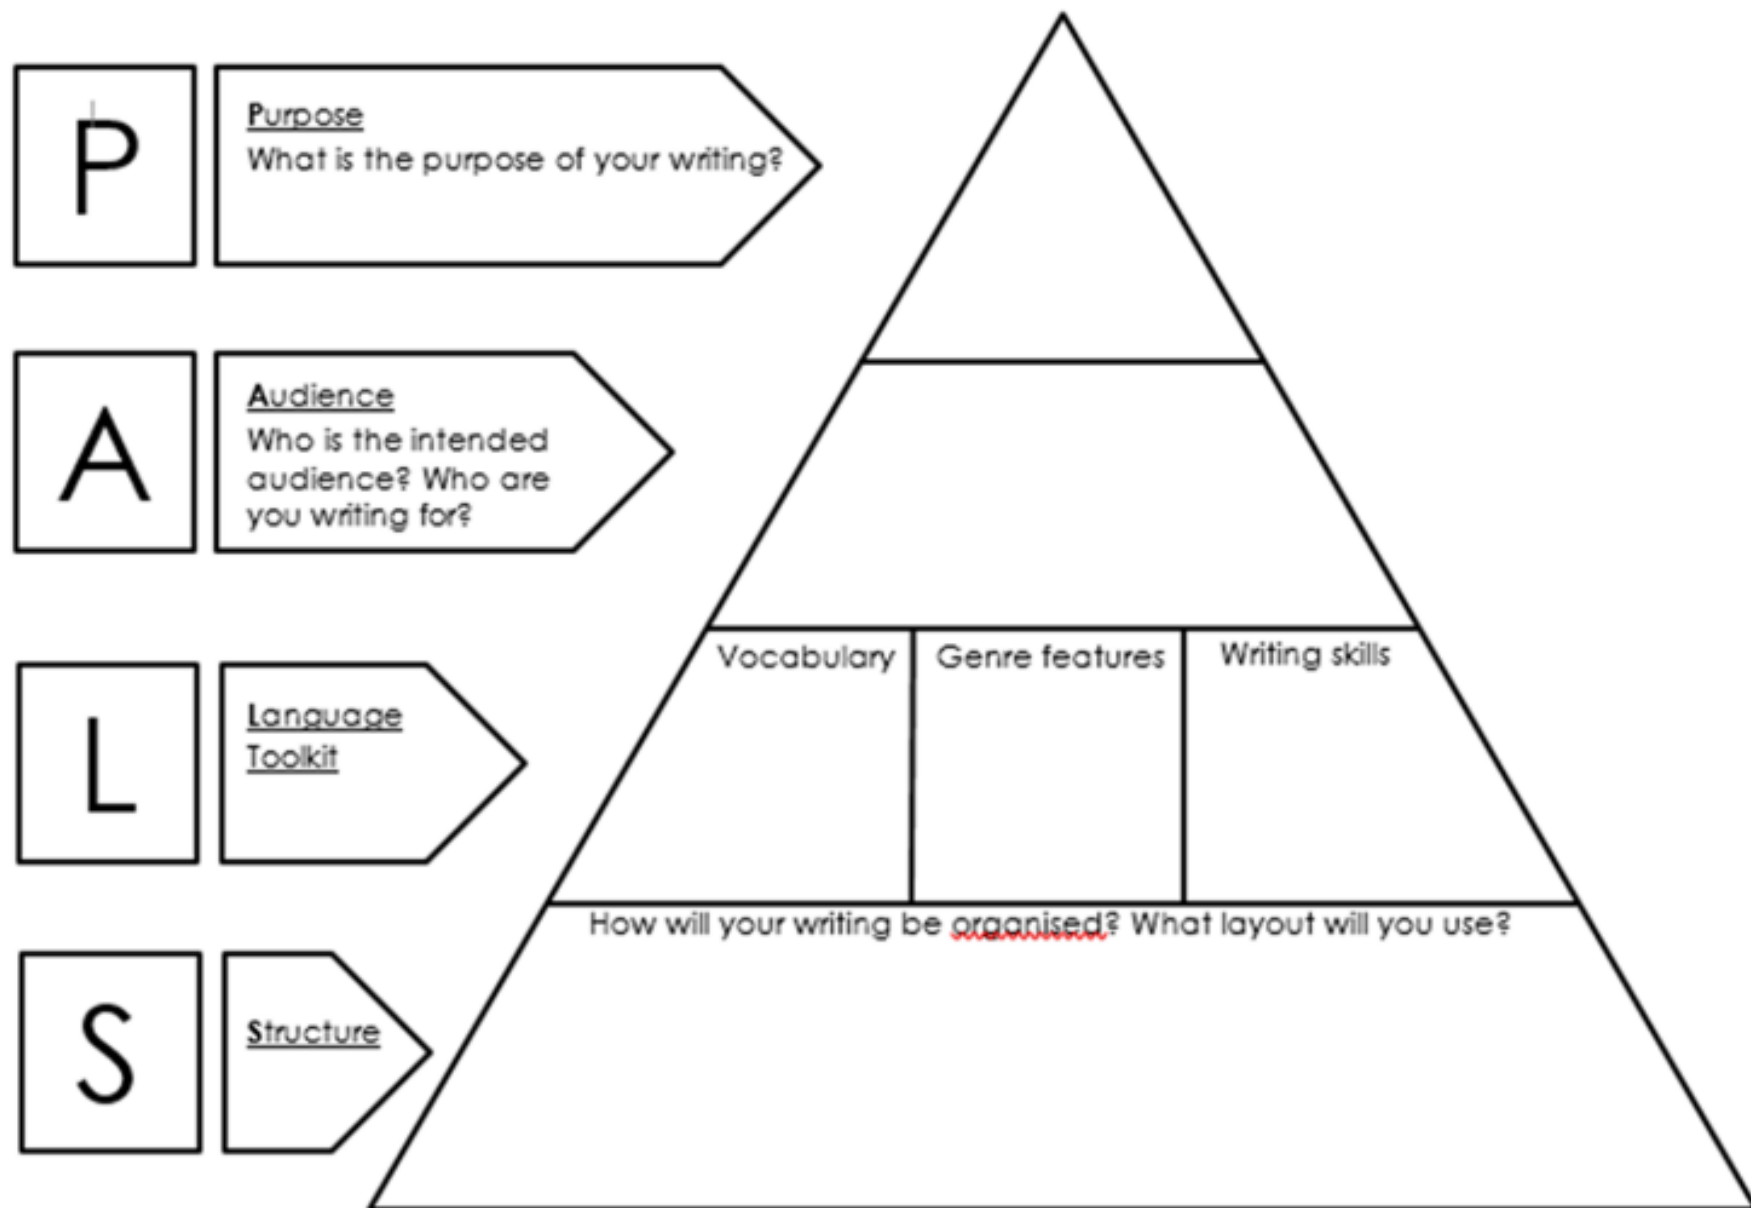 P
Purpose
What is the purpose of your writing?
A
Audience
Who is the intended
audience? Who are
you writing for?
L
Language
Toolkit
Vocabulary
Genre features
Writing skills
S
Structure
How will your writing be organised? What layout will you use?